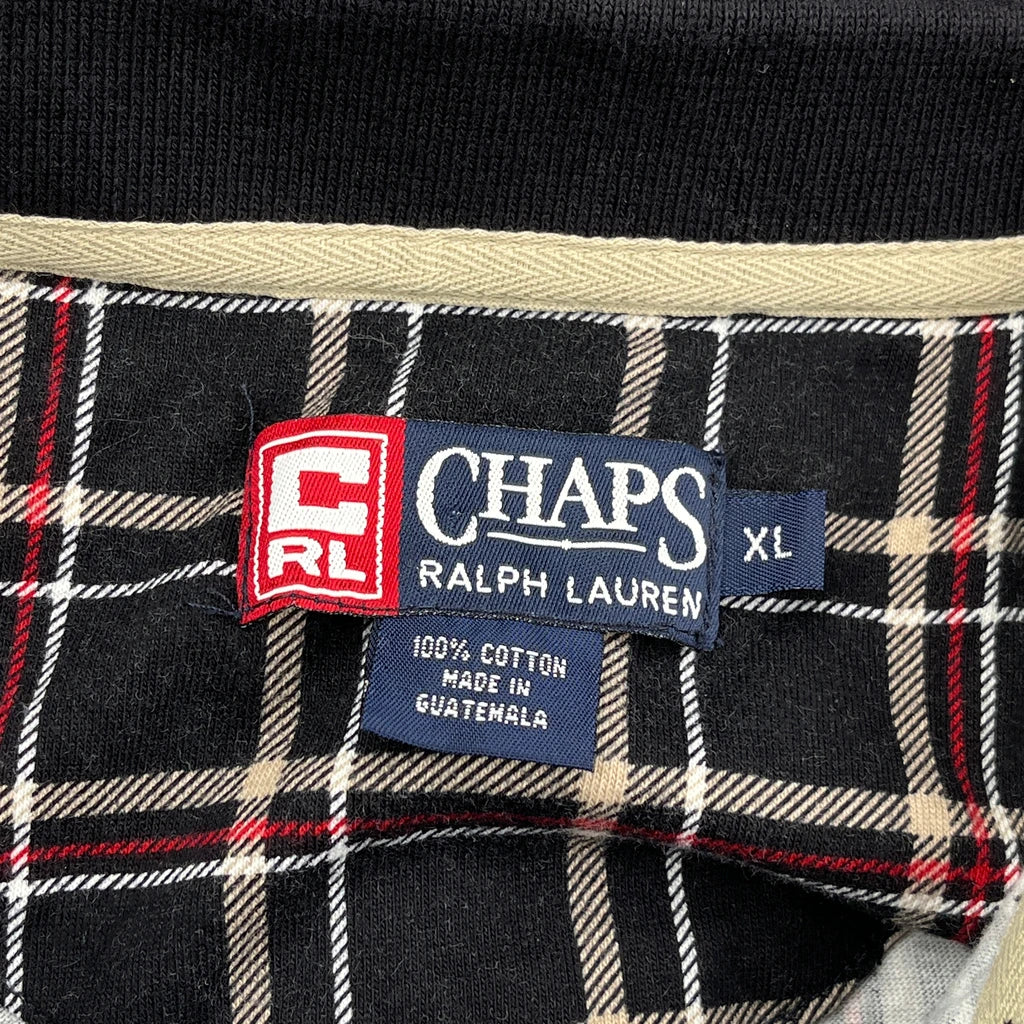 C
RL
CHAPS
RALPH LAUREN
XL
100% COTTON
MADE IN
GUATEMALA